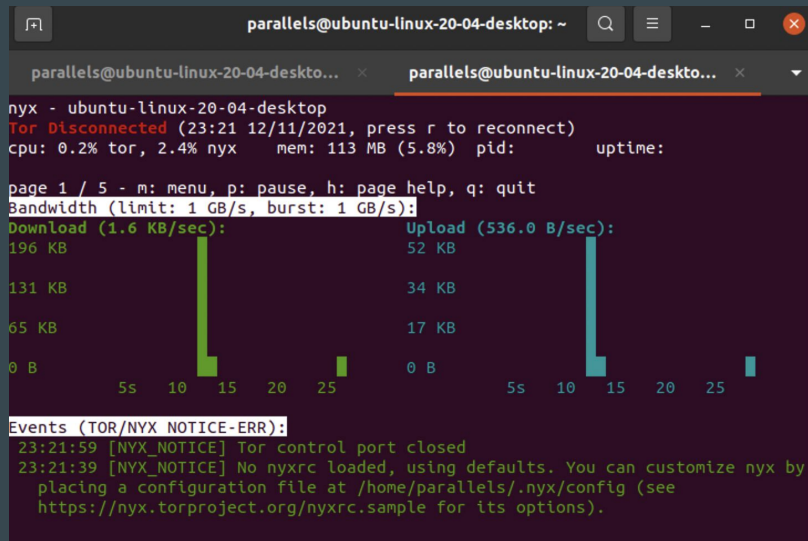 parallels@ubuntu-linux-20-04-desktop: ~
parallels@ubuntu-linux-20-04-deskto... × parallels@ubuntu-linux-20-04-deskto... ×
nyx - ubuntu-linux-20-04-desktop
Tor Disconnected (23:21 12/11/2021, press r to reconnect)
cpu: 0.2% tor, 2.4% nyx    mem: 113 MB (5.8%)  pid:       uptime:
page 1 / 5 - m: menu, p: pause, h: page help, q: quit
Bandwidth (limit: 1 GB/s, burst: 1 GB/s):
Download (1.6 KB/sec): Upload (536.0 B/sec):
196 KB 52 KB
131 KB 34 KB
65 KB 17 KB
0 B 0 B
5s 10 15 20 25 5s 10 15 20 25
Events (TOR/NYX NOTICE-ERR):
23:21:59 [NYX_NOTICE] Tor control port closed
23:21:39 [NYX_NOTICE] No nyxrc loaded, using defaults. You can customize nyx by
placing a configuration file at /home/parallels/.nyx/config (see
https://nyx.torproject.org/nyxrc.sample for its options).